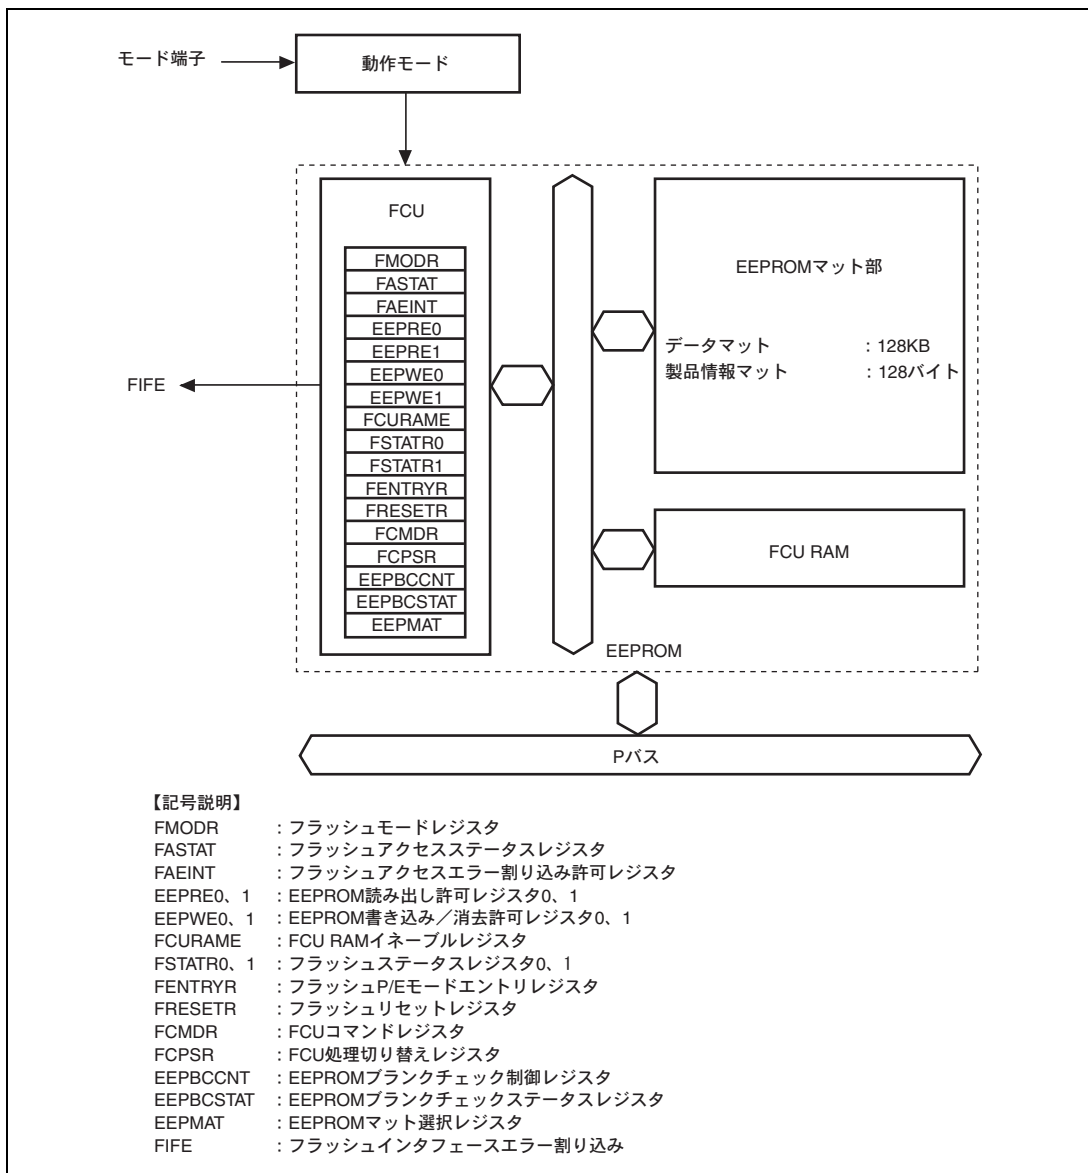 モード端子
動作モード
FCU
FMODR
FASTAT
FAEINT
EEPRE0
EEPRE1
EEPWE0
EEPWE1
FCURAME
FSTATR0
FSTATR1
FENTRYR
FRESETR
FCMDR
FCPSR
EEPBCCNT
EEPBCSTAT
EEPMAT
FIFE
EEPROMマット部
データマット : 128KB
製品情報マット : 128バイト
FCU RAM
EEPROM
Pバス
【記号説明】
FMODR : フラッシュモードレジスタ
FASTAT : フラッシュアクセスステータスレジスタ
FAEINT : フラッシュアクセスエラー割り込み許可レジスタ
EEPRE0、1 : EEPROM読み出し許可レジスタ0、1
EEPWE0、1 : EEPROM書き込み／消去許可レジスタ0、1
FCURAME : FCU RAMイネーブルレジスタ
FSTATR0、1 : フラッシュステータスレジスタ0、1
FENTRYR : フラッシュP/Eモードエントリレジスタ
FRESETR : フラッシュリセットレジスタ
FCMDR : FCUコマンドレジスタ
FCPSR : FCU処理切り替えレジスタ
EEPBCCNT : EEPROMブランクチェック制御レジスタ
EEPBCSTAT : EEPROMブランクチェックステータスレジスタ
EEPMAT : EEPROMマット選択レジスタ
FIFE : フラッシュインタフェースエラー割り込み